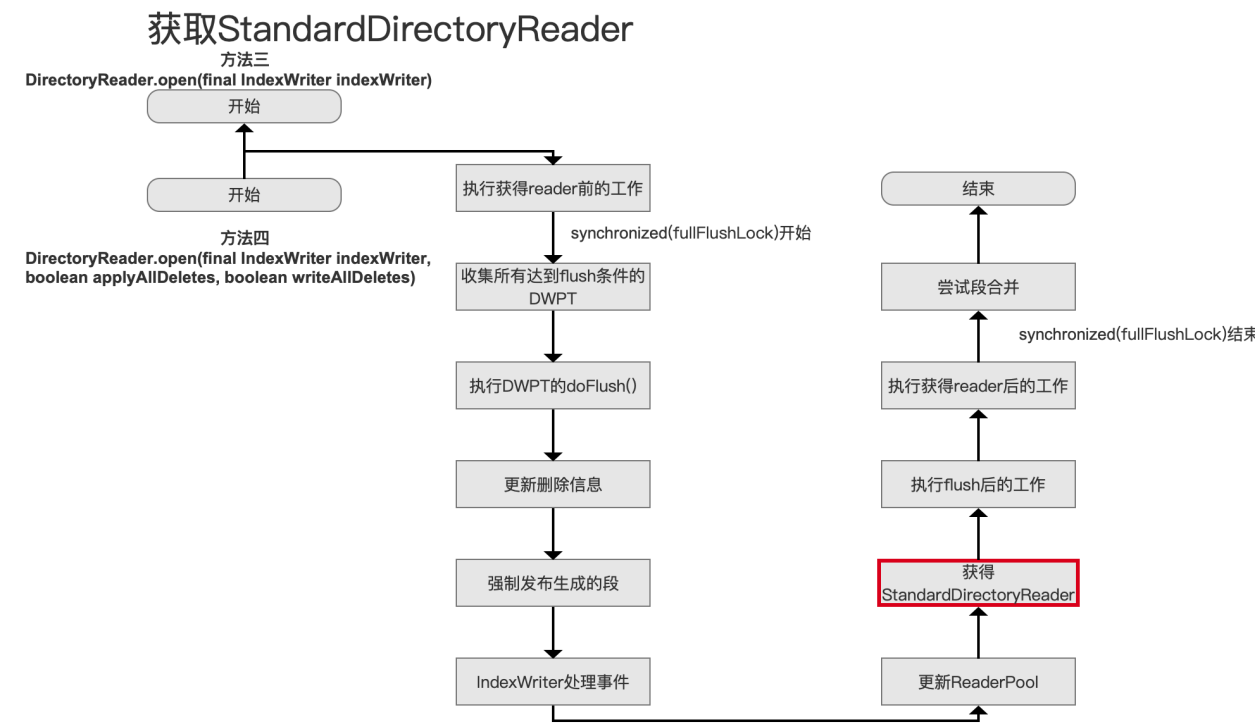 获取StandardDirectoryReader
方法三
DirectoryReader.open(final IndexWriter indexWriter)
开始
开始
方法四
DirectoryReader.open(final IndexWriter indexWriter,
boolean applyAllDeletes, boolean writeAllDeletes)
执行获得reader前的工作
synchronized(fullFlushLock)开始
收集所有达到flush条件的
DWPT
执行DWPT的doFlush()
更新删除信息
强制发布生成的段
IndexWriter处理事件
更新ReaderPool
获得
StandardDirectoryReader
执行flush后的工作
执行获得reader后的工作
synchronized(fullFlushLock)结束
尝试段合并
结束